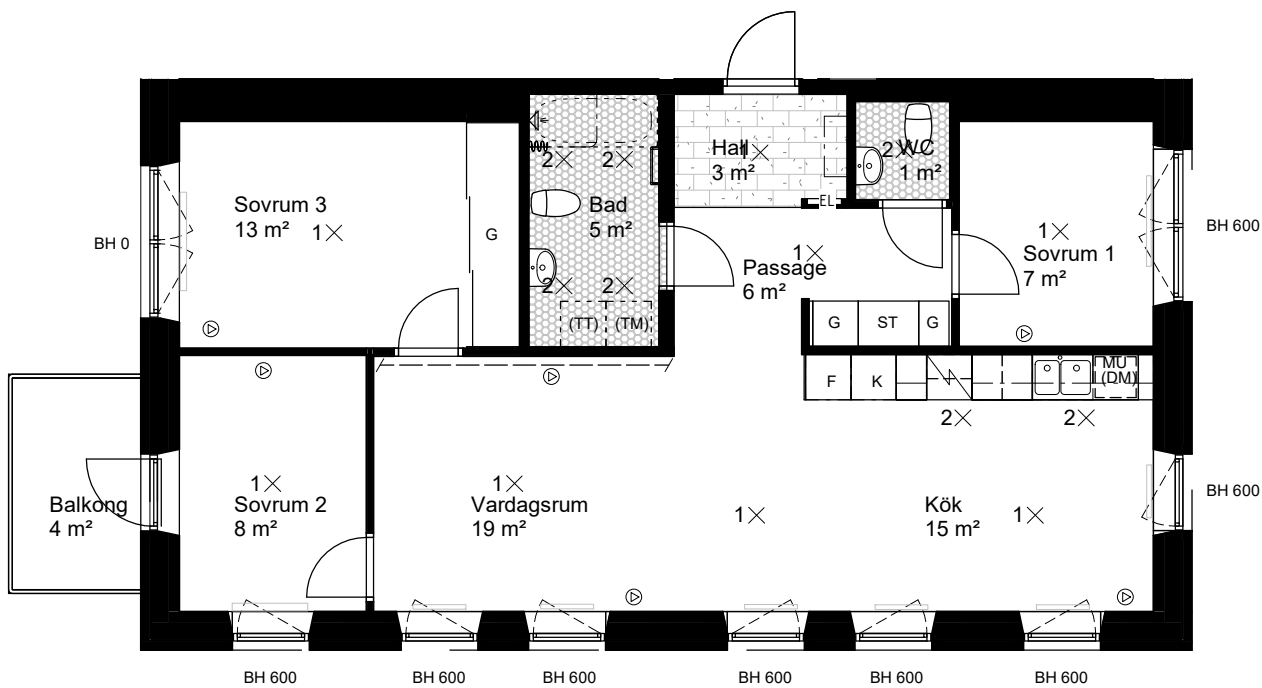 Hall
3 m²
1
2
WC
1 m²
2
2
Bad
5 m²
2
2
(TT)
(TM)
EL
Sovrum 3
13 m²
1
G
BH 0
1
Passage
6 m²
1
Sovrum 1
7 m²
BH 600
G
ST
G
F
K
MU
(DM)
2
2
Balkong
4 m²
1
Sovrum 2
8 m²
1
Vardagsrum
19 m²
1
Kök
15 m²
1
BH 600
BH 600
BH 600
BH 600
BH 600
BH 600
BH 600